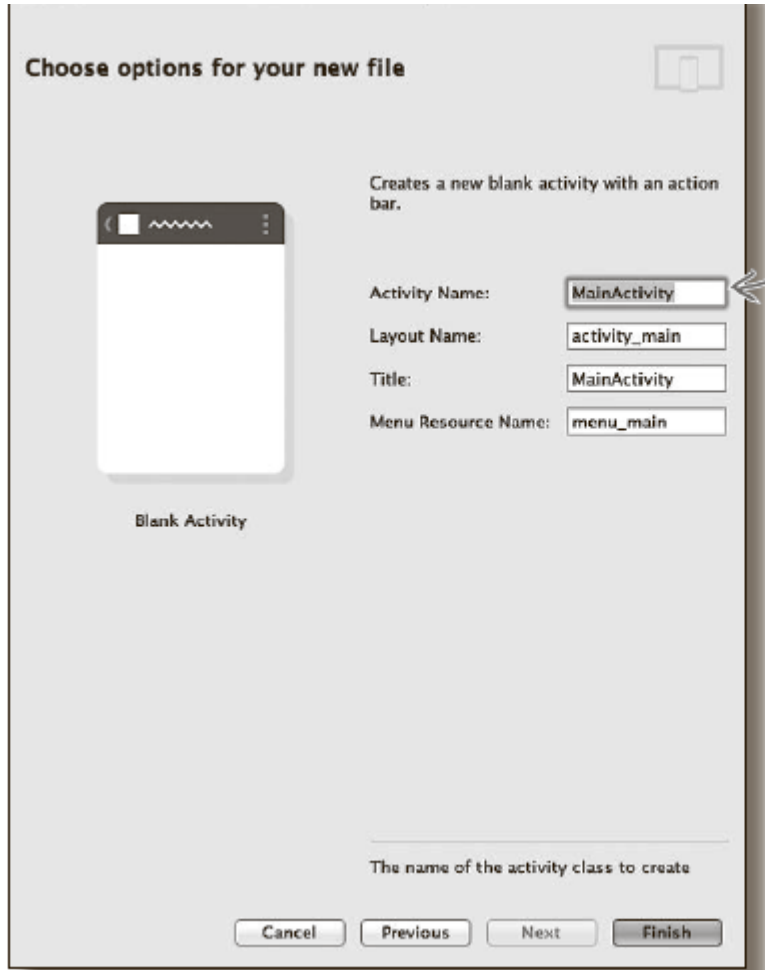 Choose options for your new file
Creates a new blank activity with an action
bar.
Activity Name: MainActivity
Layout Name: activity_main
Title: MainActivity
Menu Resource Name: menu_main
Blank Activity
The name of the activity class to create
Cancel Previous Next Finish